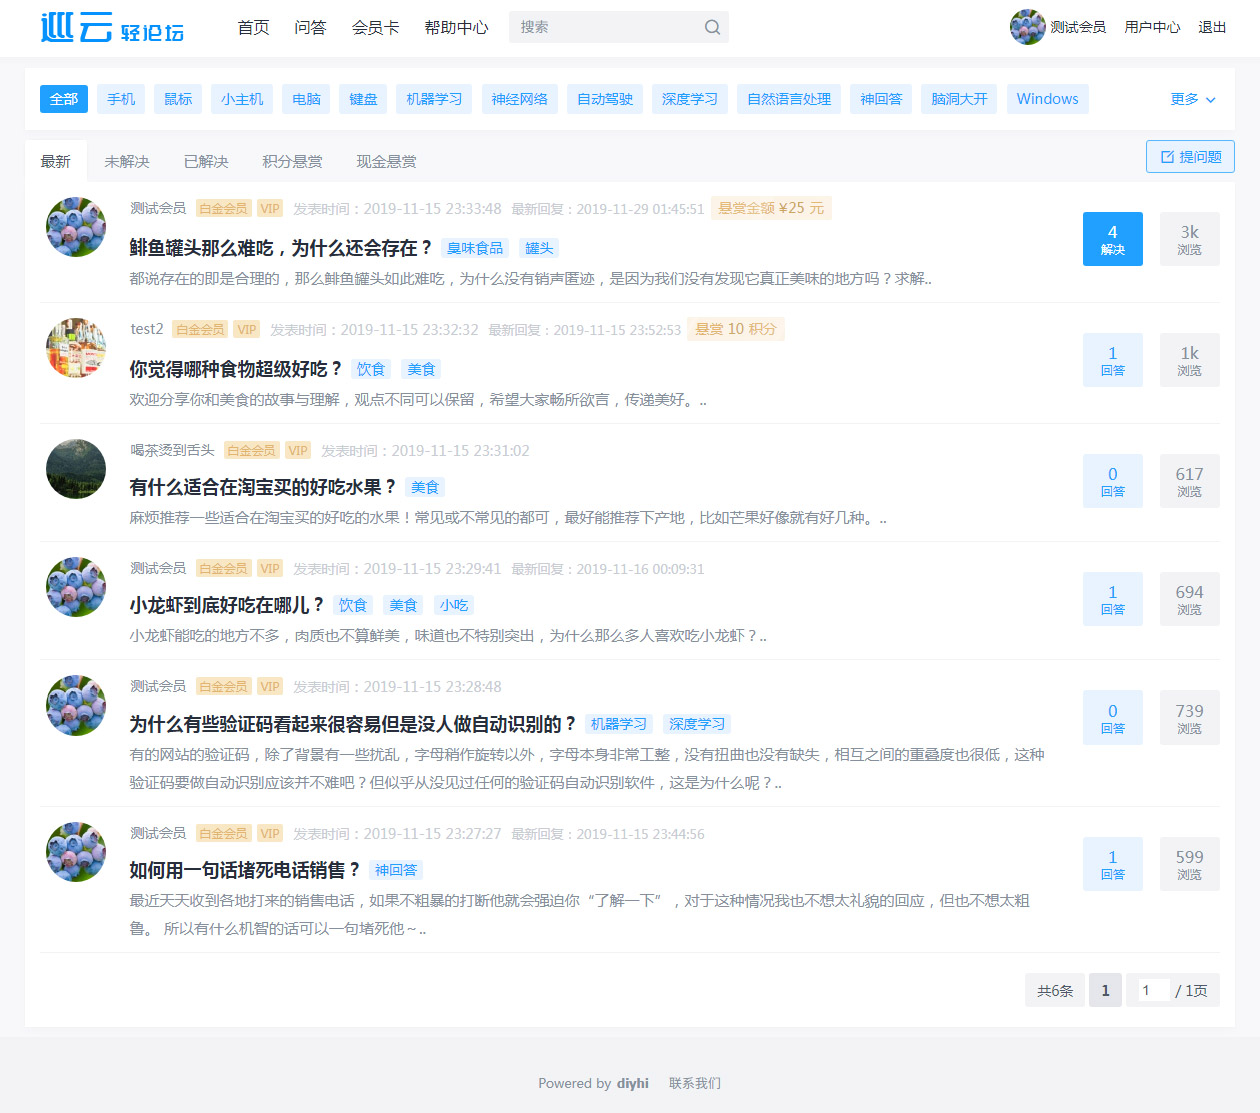 巡云 轻论坛 首页 问答 会员卡 帮助中心 搜索 测试会员 用户中心 退出
全部 手机 鼠标 小主机 电脑 键盘 机器学习 神经网络 自动驾驶 深度学习 自然语言处理 神回答 脑洞大开 Windows 更多
最新 未解决 已解决 积分悬赏 现金悬赏 提问题
测试会员 白金会员 VIP 发表时间：2019-11-15 23:33:48 最新回复：2019-11-29 01:45:51 悬赏金额 ¥25 元
鲱鱼罐头那么难吃，为什么还会存在？ 臭味食品 罐头
都说存在的即是合理的，那么鲱鱼罐头如此难吃，为什么没有销声匿迹，是因为我们没有发现它真正美味的地方吗？求解..
4 3k
解决 浏览
test2 白金会员 VIP 发表时间：2019-11-15 23:32:32 最新回复：2019-11-15 23:52:53 悬赏 10 积分
你觉得哪种食物超级好吃？ 饮食 美食
欢迎分享你和美食的故事与理解，观点不同可以保留，希望大家畅所欲言，传递美好。..
1 1k
回答 浏览
喝茶烫到舌头 白金会员 VIP 发表时间：2019-11-15 23:31:02
有什么适合在淘宝买的好吃水果？ 美食
麻烦推荐一些适合在淘宝买的好吃的水果！常见或不常见的都可，最好能推荐下产地，比如芒果好像就有好几种。..
0 617
回答 浏览
测试会员 白金会员 VIP 发表时间：2019-11-15 23:29:41 最新回复：2019-11-16 00:09:31
小龙虾到底好吃在哪儿？ 饮食 美食 小吃
小龙虾能吃的地方不多，肉质也不算鲜美，味道也不特别突出，为什么那么多人喜欢吃小龙虾？..
1 694
回答 浏览
测试会员 白金会员 VIP 发表时间：2019-11-15 23:28:48
为什么有些验证码看起来很容易但是没人做自动识别的？ 机器学习 深度学习
有的网站的验证码，除了背景有一些扰乱，字母稍作旋转以外，字母本身非常工整，没有扭曲也没有缺失，相互之间的重叠度也很低，这种
验证码要做自动识别应该并不难吧？但似乎从没见过任何的验证码自动识别软件，这是为什么呢？..
0 739
回答 浏览
测试会员 白金会员 VIP 发表时间：2019-11-15 23:27:27 最新回复：2019-11-15 23:44:56
如何用一句话堵死电话销售？ 神回答
最近天天收到各地打来的销售电话，如果不粗暴的打断他就会强迫你“了解一下”，对于这种情况我也不想太礼貌的回应，但也不想太粗
鲁。 所以有什么机智的话可以一句堵死他～..
1 599
回答 浏览
共6条 1 1 / 1页
Powered by diyhi 联系我们